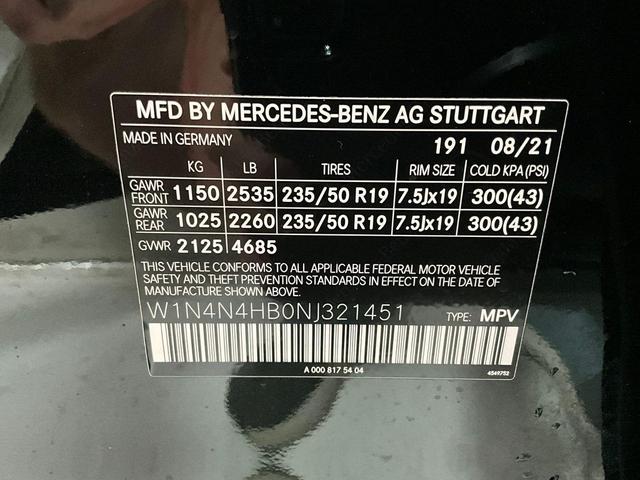 MFD BY MERCEDES-BENZ AG STUTTGART
MADE IN GERMANY 191 08/21
KG LB TIRES RIM SIZE COLD KPA (PSI)
GAWR FRONT 1150 2535 235/50 R19 7.5Jx19 300(43)
GAWR REAR 1025 2260 235/50 R19 7.5Jx19 300(43)
GVWR 2125 4685
THIS VEHICLE CONFORMS TO ALL APPLICABLE FEDERAL MOTOR VEHICLE
SAFETY AND THEFT PREVENTION STANDARDS IN EFFECT ON THE DATE
OF MANUFACTURE SHOWN ABOVE.
W1N4N4HB0NJ321451 TYPE: MPV
A 000 817 54 04 4549752